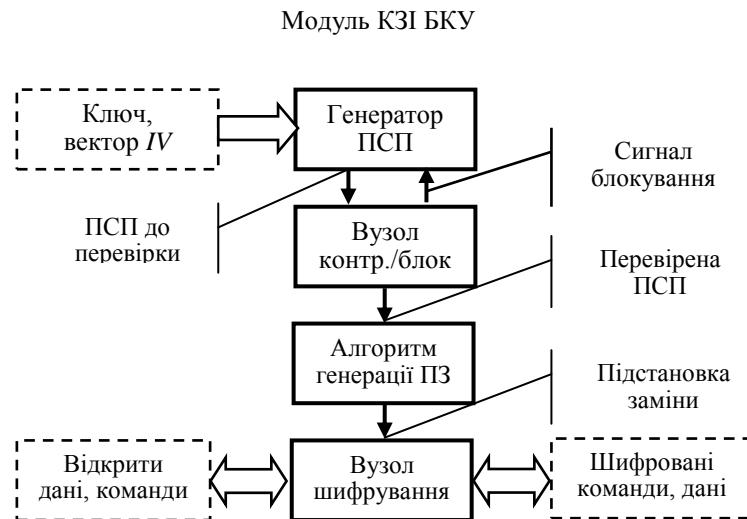 Модуль КЗІ БКУ
Ключ,
вектор IV
Генератор
ПСП
Сигнал
блокування
ПСП до
перевірки
Вузол
контр./блок
Перевірена
ПСП
Алгоритм
генерації ПЗ
Підстановка
заміни
Відкрити
дані, команди
Вузол
шифрування
Шифровані
команди, дані